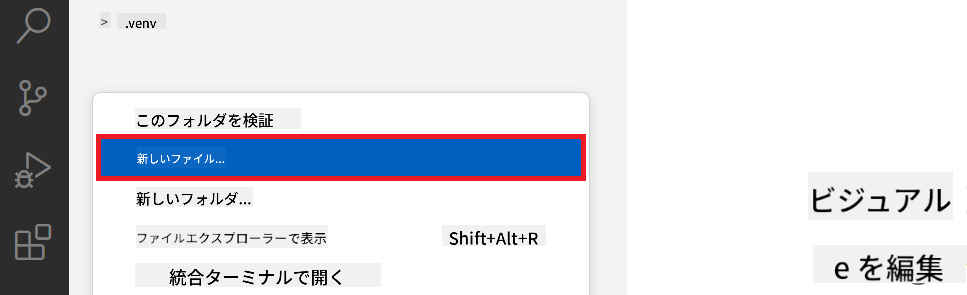 > .venv
このフォルダを検証
新しいファイル...
新しいフォルダ...
ファイルエクスプローラーで表示 Shift+Alt+R
統合ターミナルで開く
ビジュアル
e を編集